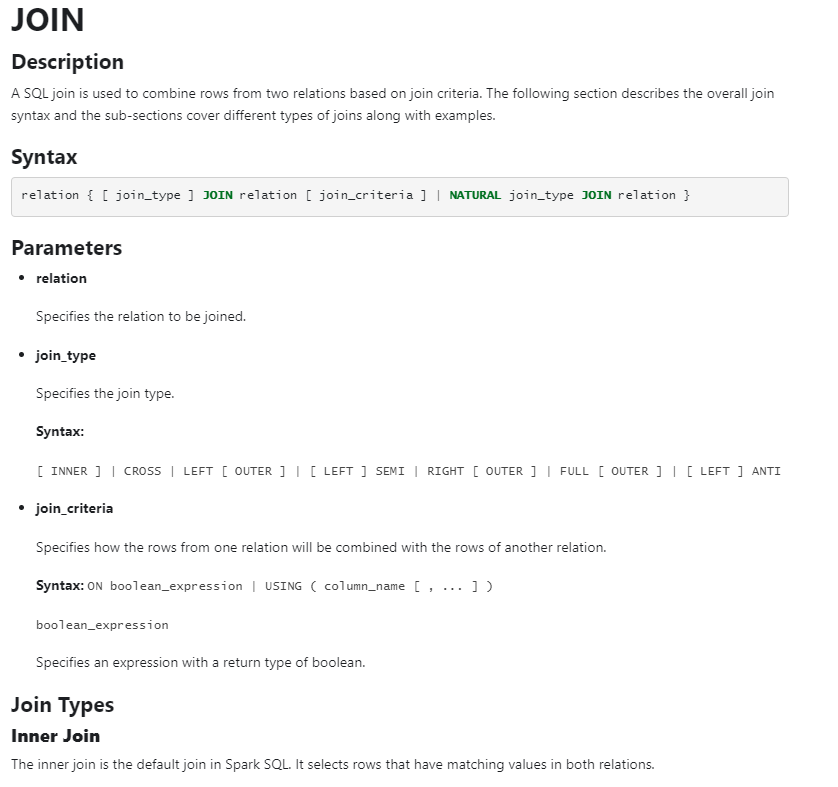 JOIN
Description
A SQL join is used to combine rows from two relations based on join criteria. The following section describes the overall join
syntax and the sub-sections cover different types of joins along with examples.
Syntax
relation { [ join_type ] JOIN relation [ join_criteria ] | NATURAL join_type JOIN relation }
Parameters
• relation
Specifies the relation to be joined.
• join_type
Specifies the join type.
Syntax:
[ INNER ] | CROSS | LEFT [ OUTER ] | [ LEFT ] SEMI | RIGHT [ OUTER ] | FULL [ OUTER ] | [ LEFT ] ANTI
• join_criteria
Specifies how the rows from one relation will be combined with the rows of another relation.
Syntax: ON boolean_expression | USING ( column_name [ , ... ] )
boolean_expression
Specifies an expression with a return type of boolean.
Join Types
Inner Join
The inner join is the default join in Spark SQL. It selects rows that have matching values in both relations.